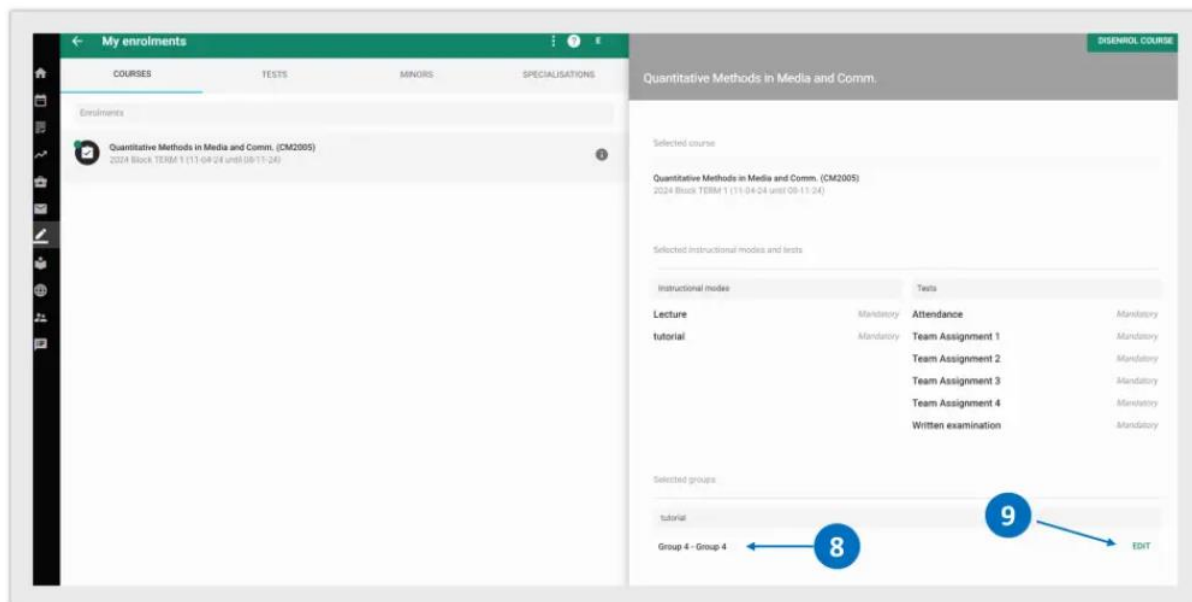 My enrolments
COURSES TESTS MINORS SPECIALISATIONS
Enrolments
Quantitative Methods in Media and Comm. (CM2005)
2024 Block TERM 1 (11-04-24 until 08-11-24)
DISENROL COURSE
Quantitative Methods in Media and Comm.
Selected course
Quantitative Methods in Media and Comm. (CM2005)
2024 Block TERM 1 (11-04-24 until 08-11-24)
Selected instructional modes and tests
Instructional modes Tests
Lecture Mandatory Attendance Mandatory
tutorial Mandatory Team Assignment 1 Mandatory
Team Assignment 2 Mandatory
Team Assignment 3 Mandatory
Team Assignment 4 Mandatory
Written examination Mandatory
Selected groups
tutorial
9
Group 4 - Group 4 8 EDIT